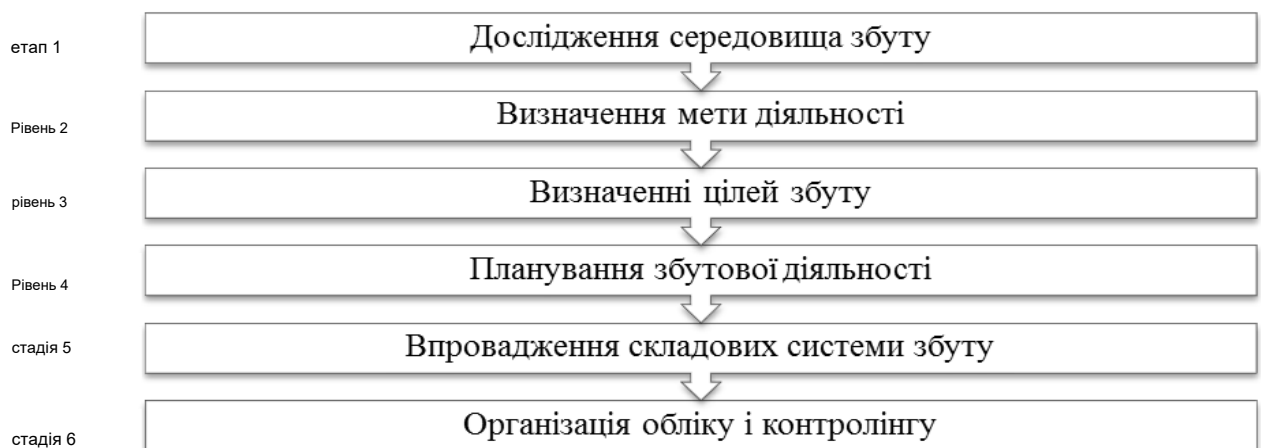 етап 1
Дослідження середовища збуту
Рівень 2
Визначення мети діяльності
рівень 3
Визначенні цілей збуту
Рівень 4
Планування збутової діяльності
стадія 5
Впровадження складових системи збуту
стадія 6
Організація обліку і контролінгу